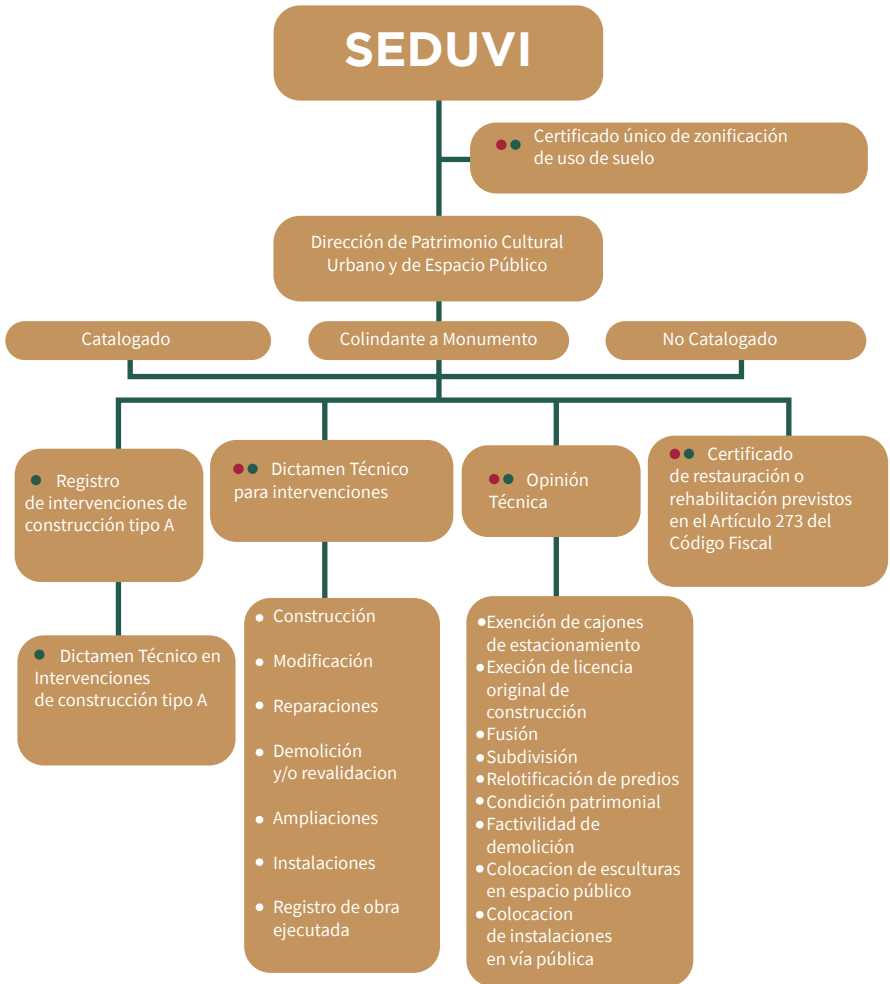 SEDUVI
Certificado único de zonificación
de uso de suelo
Dirección de Patrimonio Cultural
Urbano y de Espacio Público
Catalogado
Colindante a Monumento
No Catalogado
Registro
de intervenciones de
construcción tipo A
Dictamen Técnico
para intervenciones
Opinión
Técnica
Certificado
de restauración o
rehabilitación previstos
en el Artículo 273 del
Código Fiscal
Dictamen Técnico en
Intervenciones
de construcción tipo A
Construcción
Modificación
Reparaciones
Demolición
y/o revalidacion
Ampliaciones
Instalaciones
Registro de obra
ejecutada
Exención de cajones
de estacionamiento
Execión de licencia
original de
construcción
Fusión
Subdivisión
Relotificación de predios
Condición patrimonial
Factivilidad de
demolición
Colocacion de esculturas
en espacio público
Colocacion
de instalaciones
en vía pública